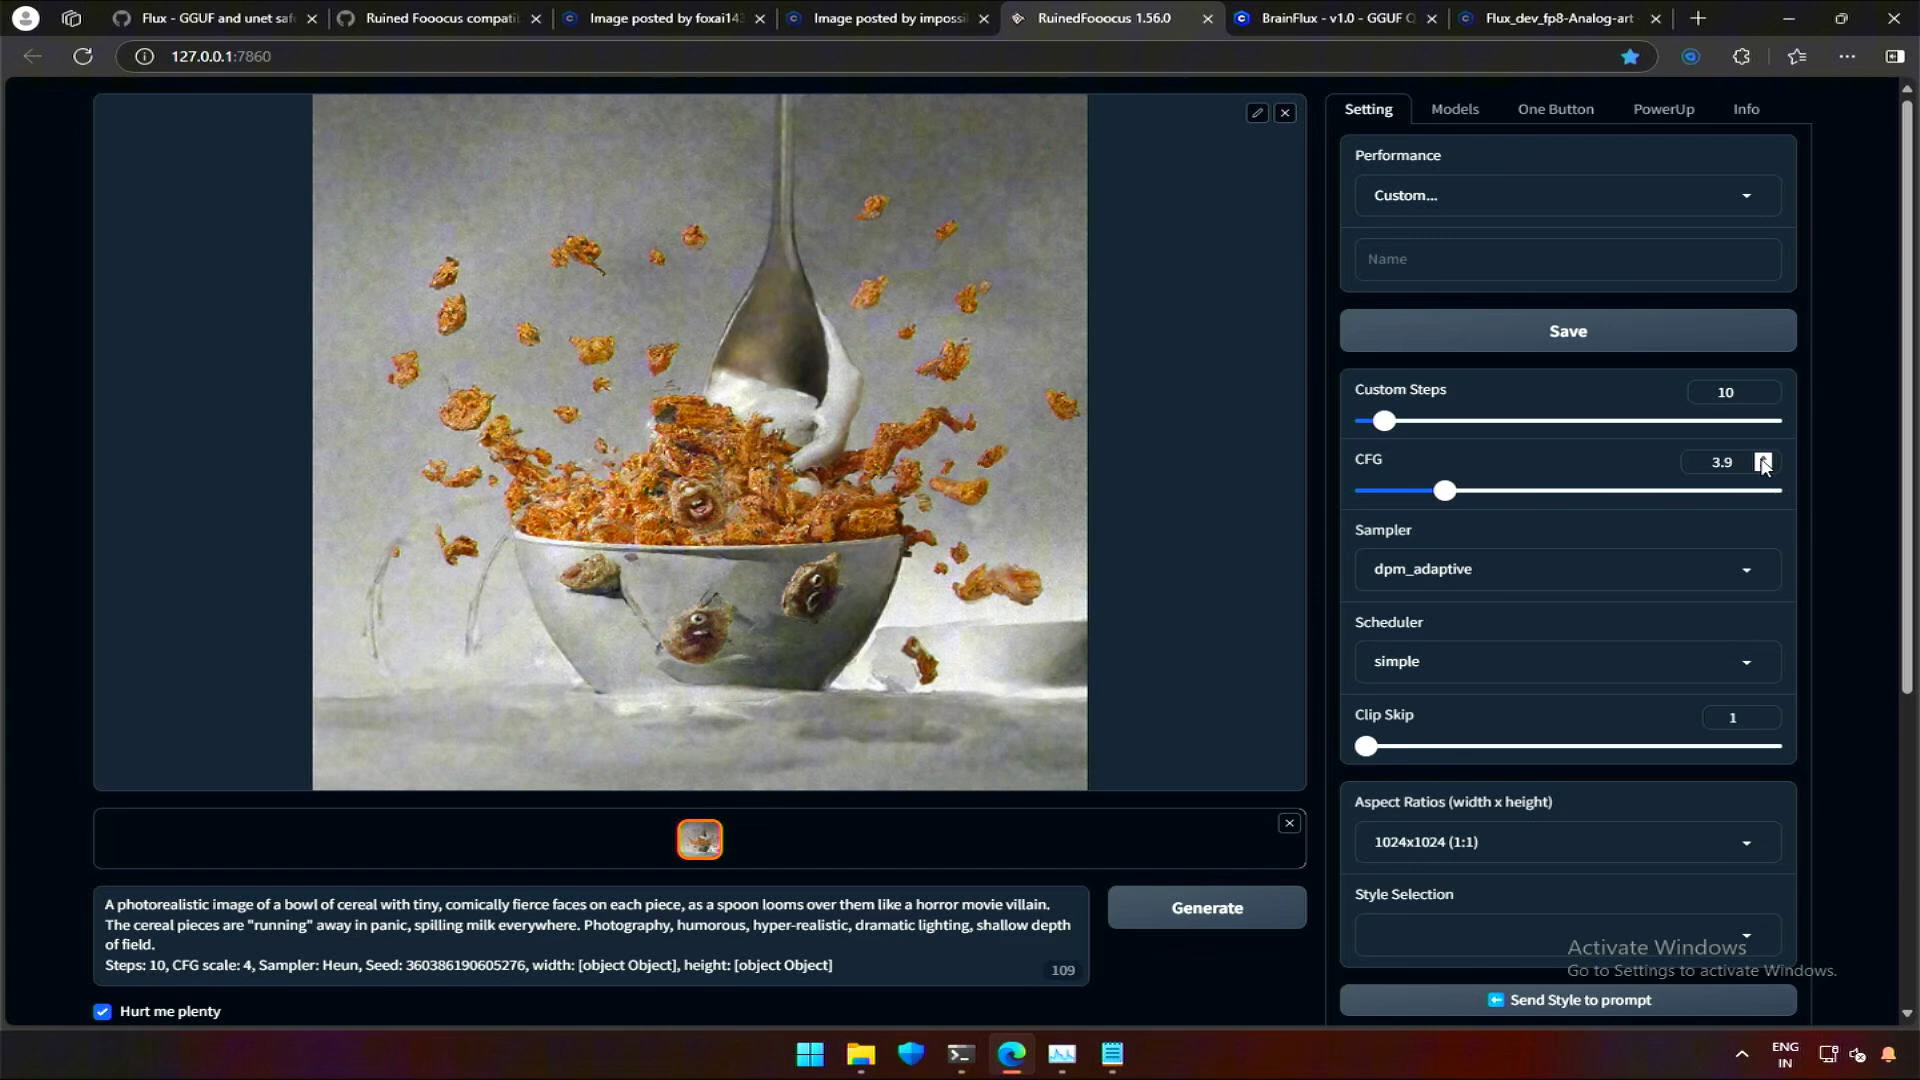 Flux - GGUF and unet saf
Ruined Fooocus compati
Image posted by foxai143
Image posted by impossi
RuinedFooocus 1.56.0
BrainFlux - v1.0 - GGUF Q
Flux_dev_fp8-Analog-art
127.0.0.1:7860
Setting
Models
One Button
PowerUp
Info
Performance
Custom...
Name
Save
Custom Steps
10
CFG
3.9
Sampler
dpm_adaptive
Scheduler
simple
Clip Skip
1
Aspect Ratios (width x height)
1024x1024 (1:1)
Style Selection
Activate Windows
Go to Settings to activate Windows.
Send Style to prompt
A photorealistic image of a bowl of cereal with tiny, comically fierce faces on each piece, as a spoon looms over them like a horror movie villain.
The cereal pieces are "running" away in panic, spilling milk everywhere. Photography, humorous, hyper-realistic, dramatic lighting, shallow depth
of field.
Steps: 10, CFG scale: 4, Sampler: Heun, Seed: 360386190605276, width: [object Object], height: [object Object]
109
Generate
Hurt me plenty
ENG
IN